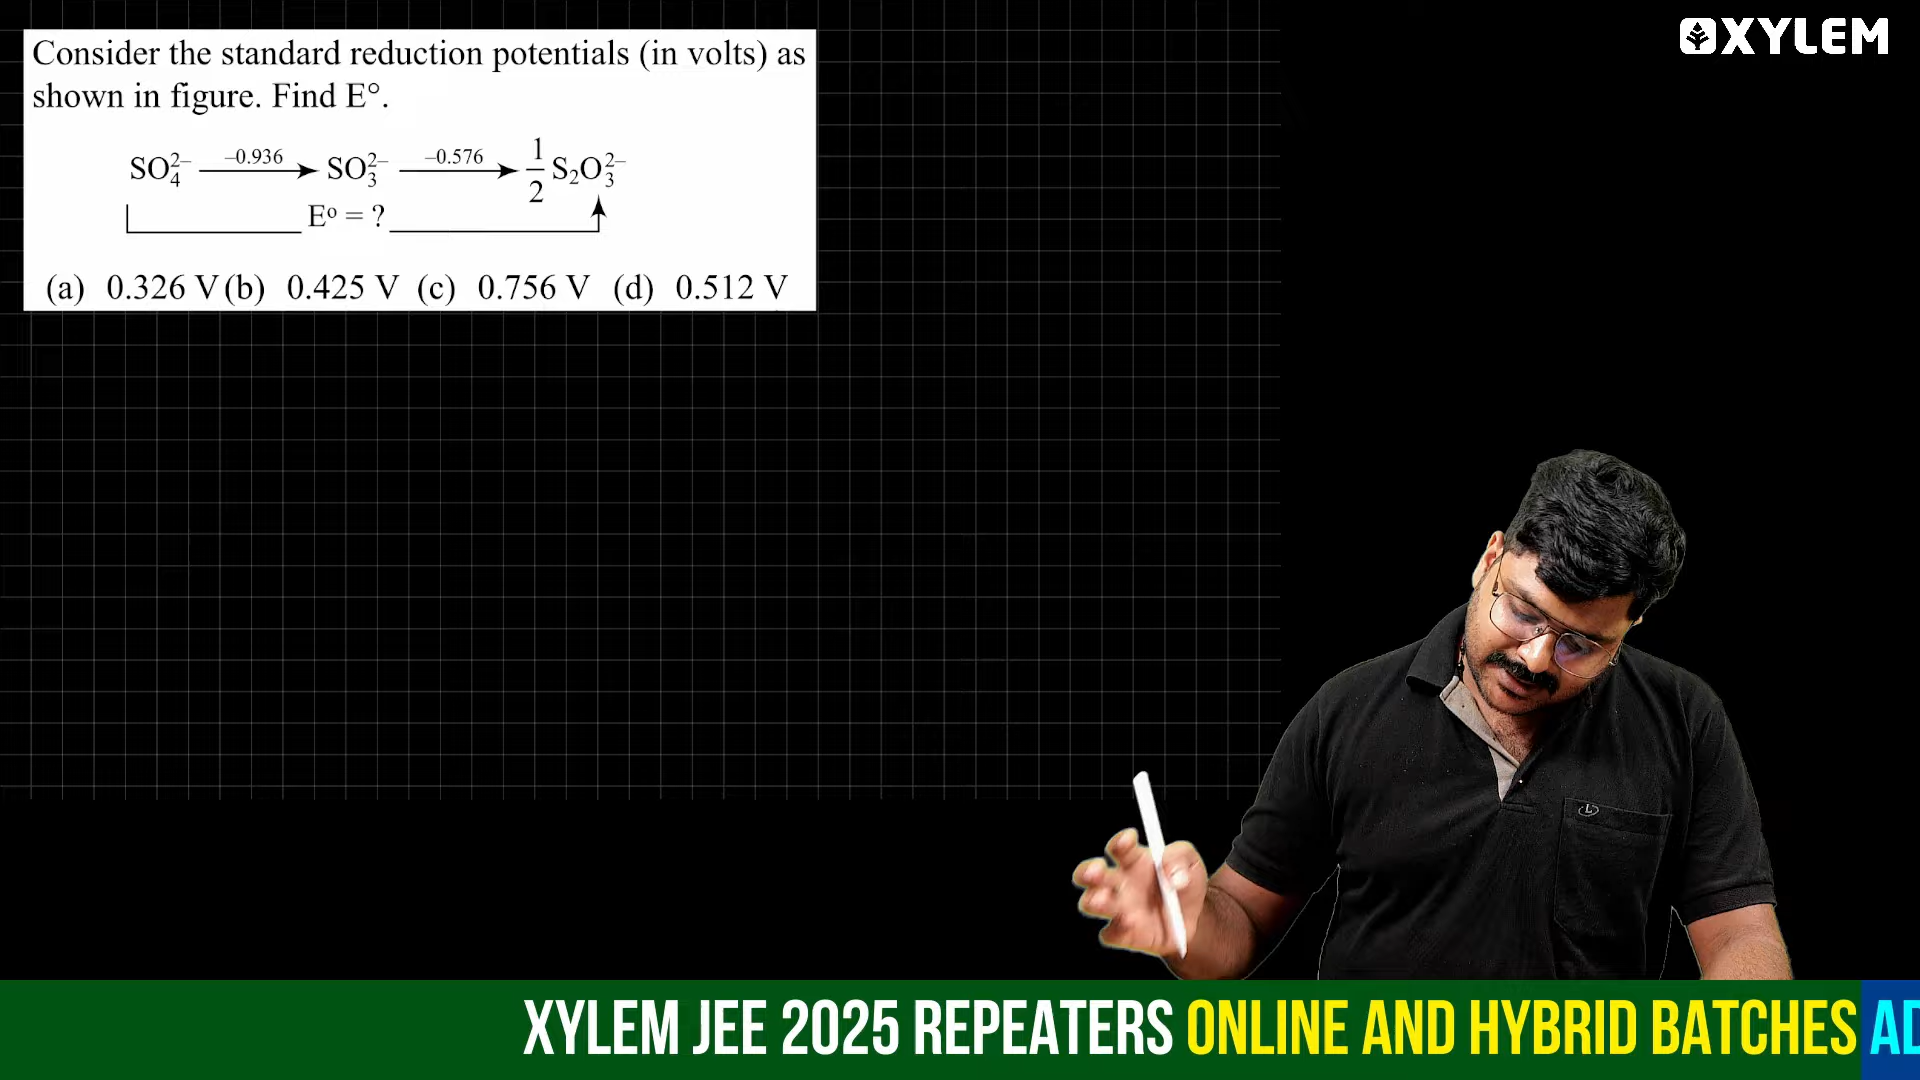 XYLEM
Consider the standard reduction potentials (in volts) as
shown in figure. Find E°.
SO₄²⁻ —–0.936→ SO₃²⁻ —–0.576→ 1/2 S₂O₃²⁻
E° = ?
(a) 0.326 V (b) 0.425 V (c) 0.756 V (d) 0.512 V
XYLEM JEE 2025 REPEATERS ONLINE AND HYBRID BATCHES